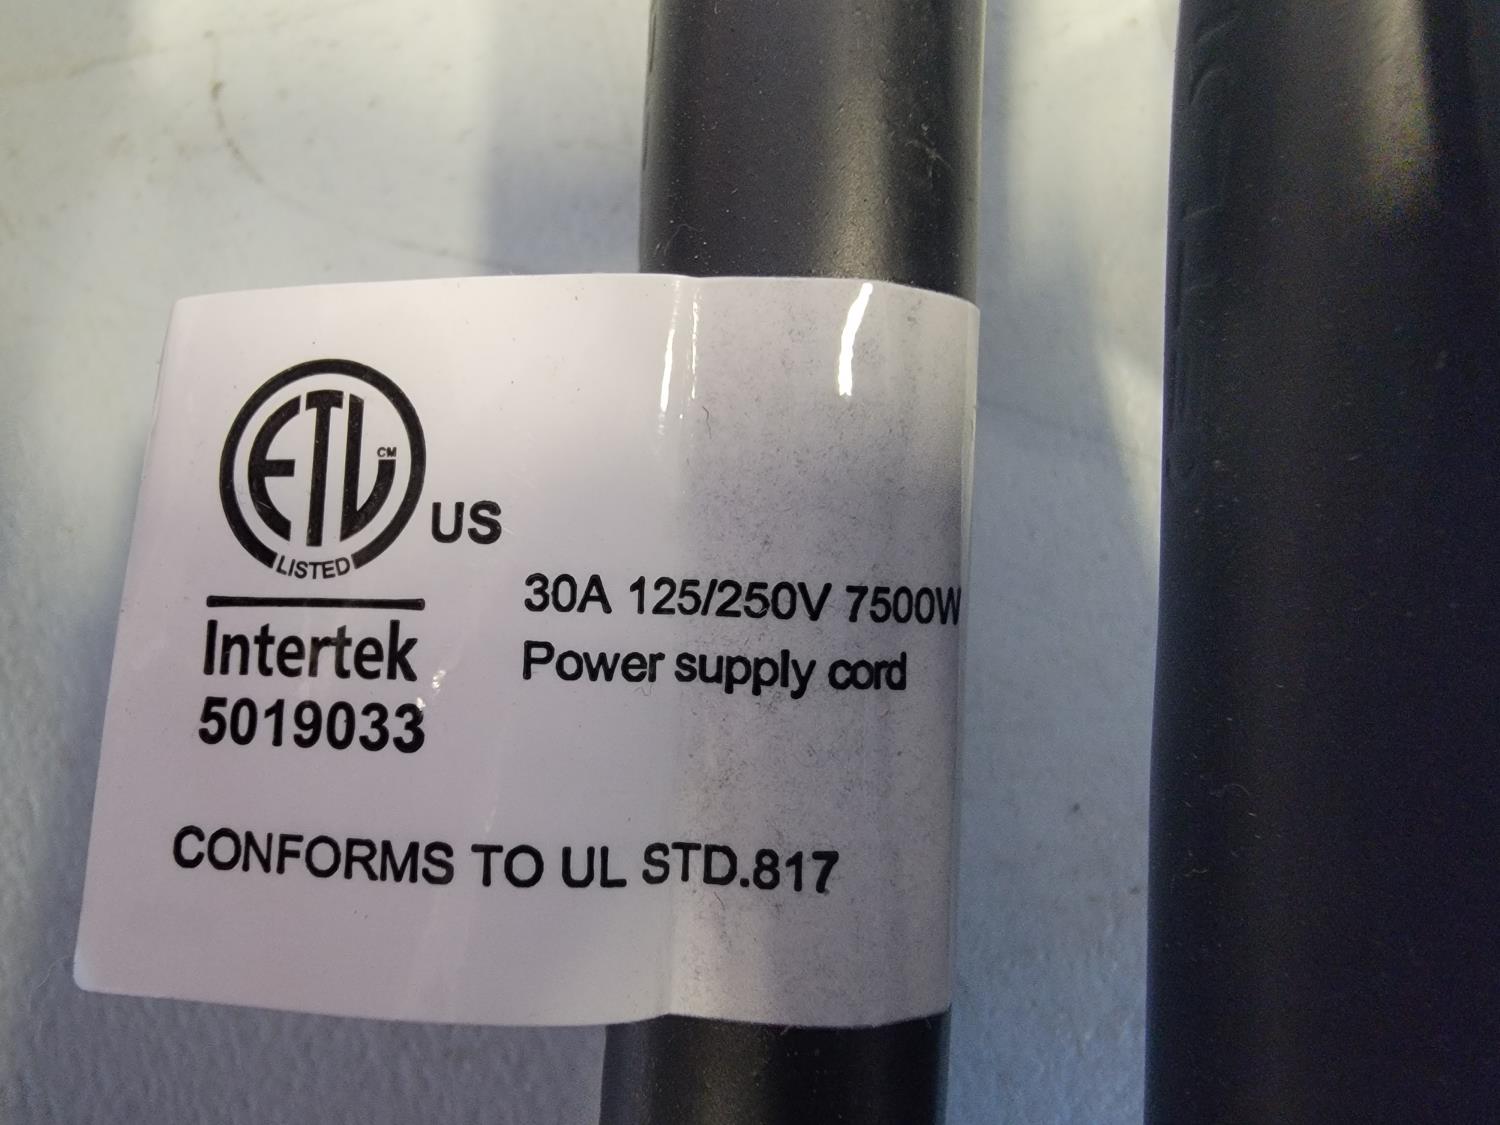 ETL CM
LISTED
US
Intertek
5019033
30A 125/250V 7500W
Power supply cord
CONFORMS TO UL STD.817